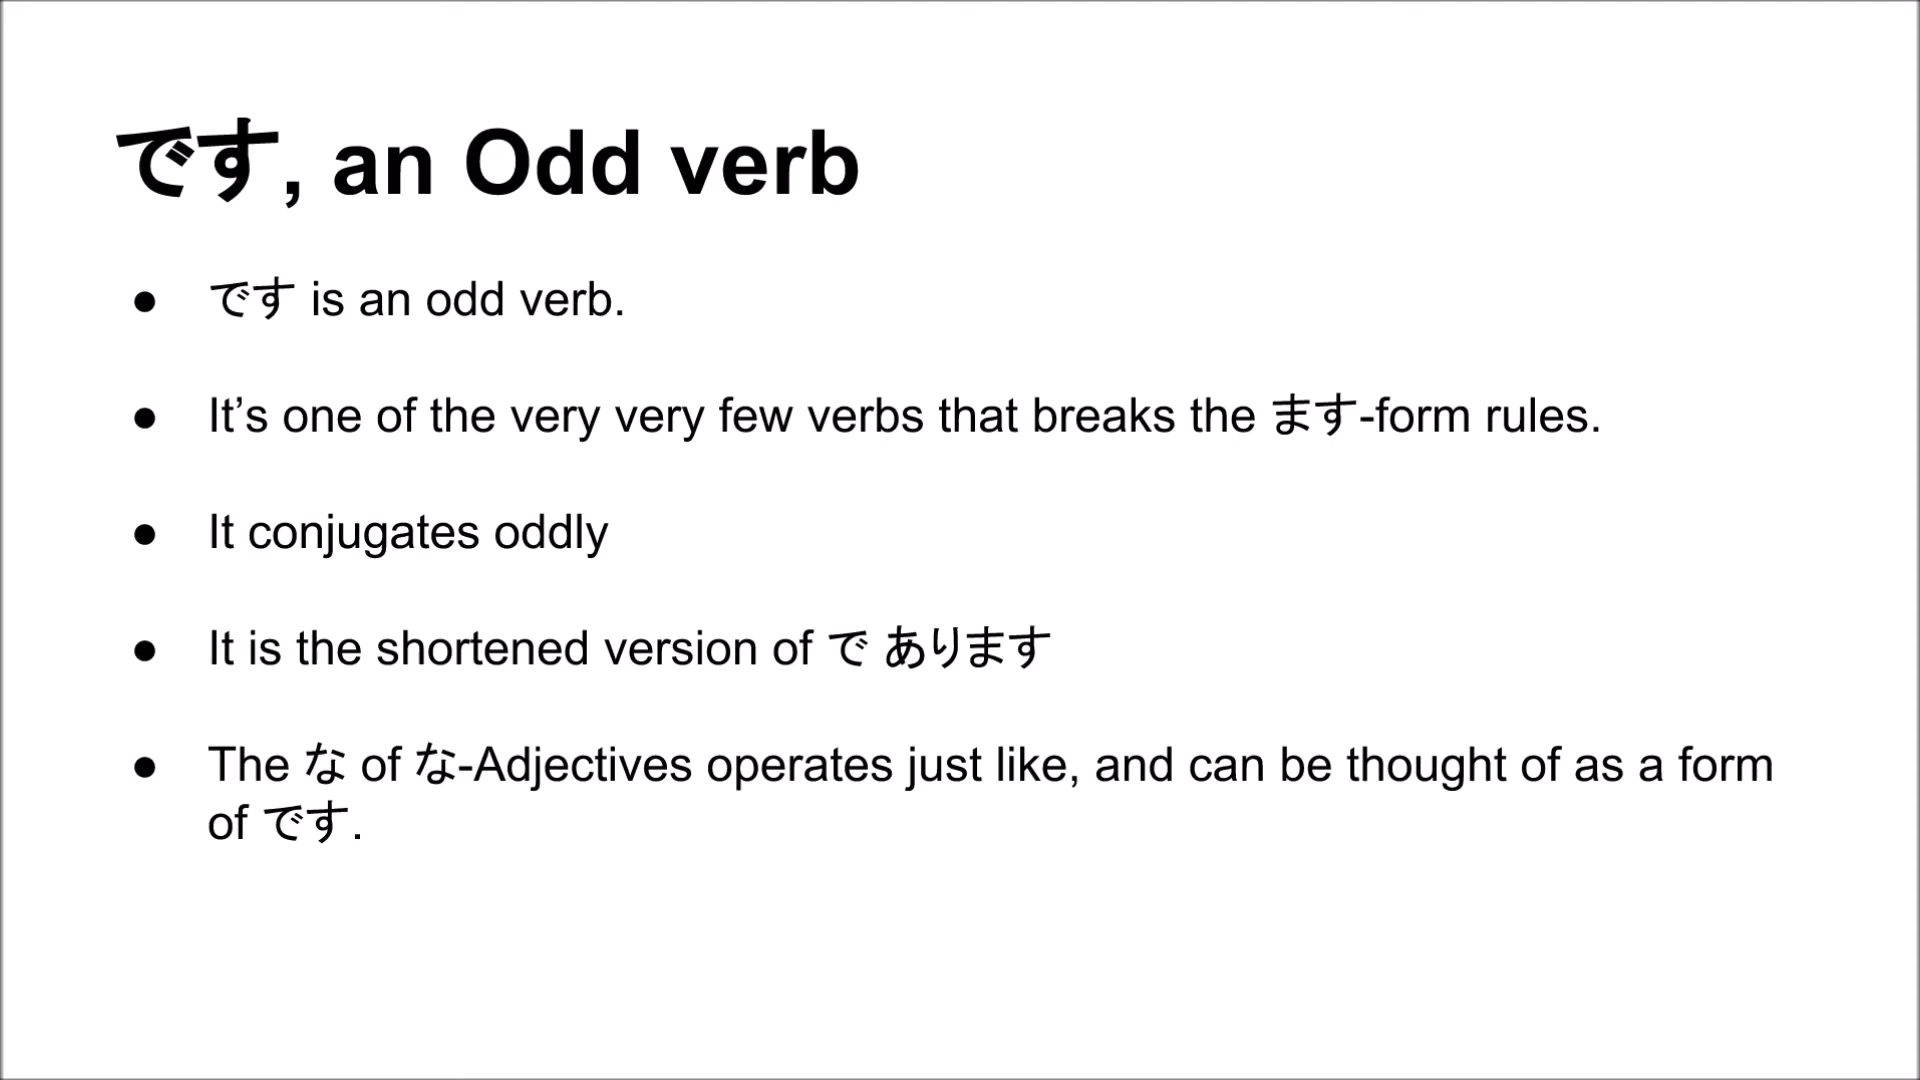 です, an Odd verb
● です is an odd verb.
● It’s one of the very very few verbs that breaks the ます-form rules.
● It conjugates oddly
● It is the shortened version of で あります
● The な of な-Adjectives operates just like, and can be thought of as a form
of です.